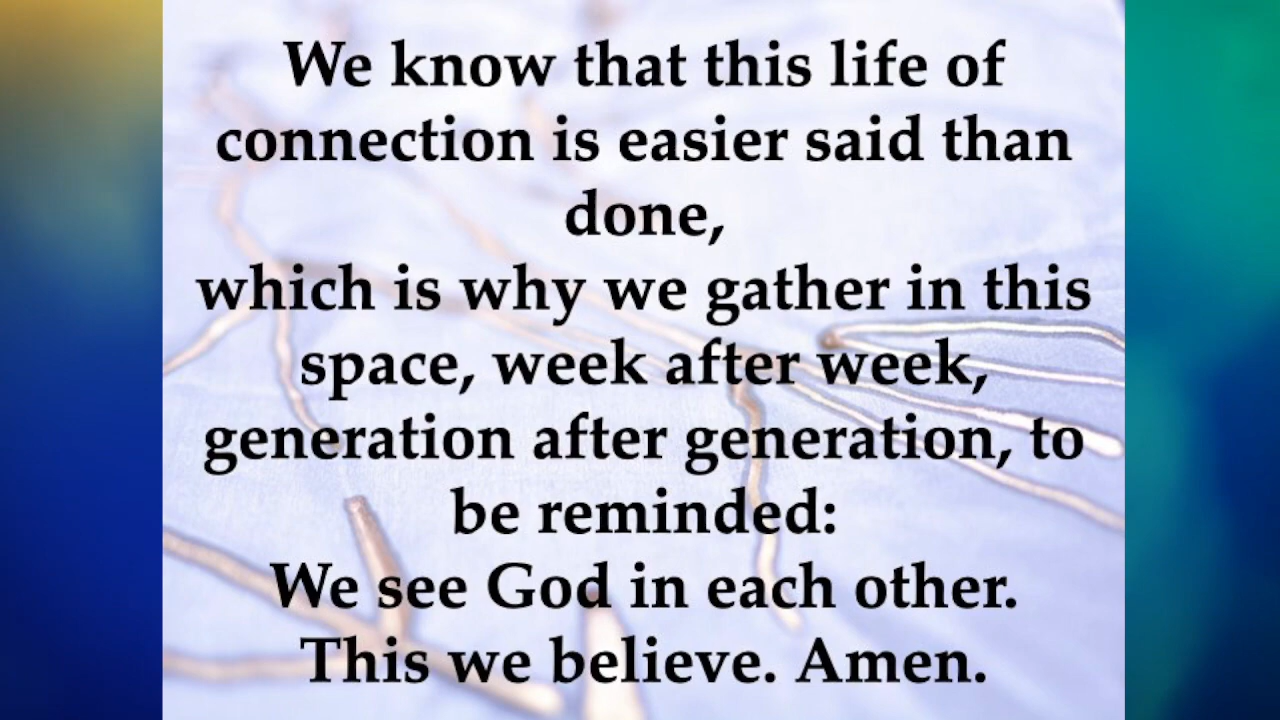 We know that this life of
connection is easier said than
done,
which is why we gather in this
space, week after week,
generation after generation, to
be reminded:
We see God in each other.
This we believe. Amen.